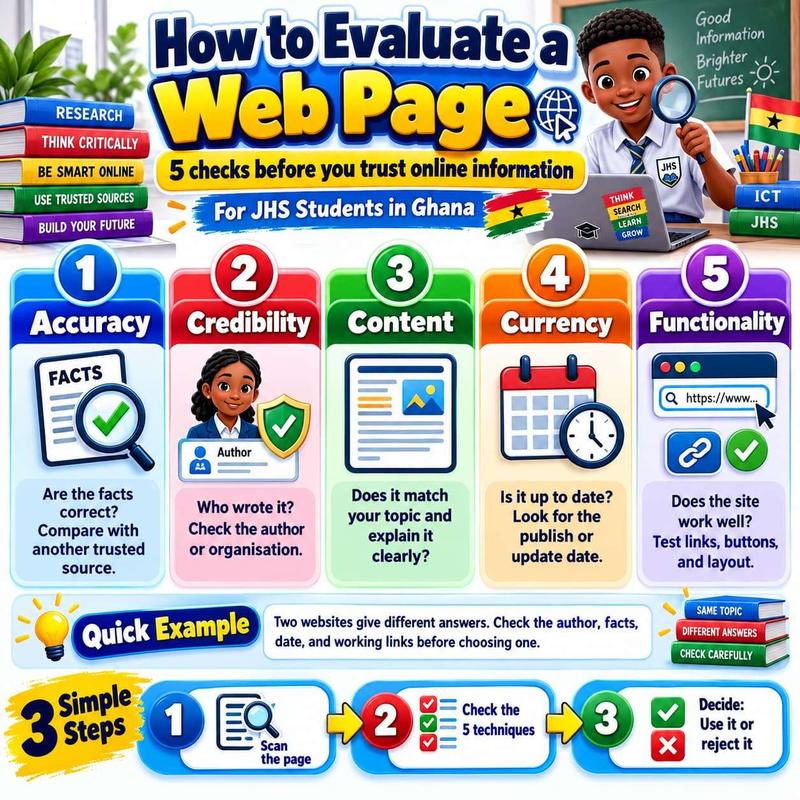 How to Evaluate a
Web Page
5 checks before you trust online information
For JHS Students in Ghana
Good
Information
Brighter
Futures
RESEARCH
THINK CRITICALLY
BE SMART ONLINE
USE TRUSTED SOURCES
BUILD YOUR FUTURE
JHS
THINK
SEARCH
LEARN
GROW
ICT
JHS
1
Accuracy
FACTS
Are the facts
correct?
Compare with
another trusted
source.
2
Credibility
Author
Who wrote it?
Check the author
or organisation.
3
Content
Does it match
your topic and
explain it
clearly?
4
Currency
Is it up to date?
Look for the
publish or
update date.
5
Functionality
https://www...
Does the site
work well?
Test links, buttons,
and layout.
Quick Example
Two websites give different answers. Check the author, facts,
date, and working links before choosing one.
SAME TOPIC
DIFFERENT ANSWERS
CHECK CAREFULLY
3 Simple
Steps
1
Scan
the page
2
Check the
5 techniques
3
Decide:
Use it or
reject it